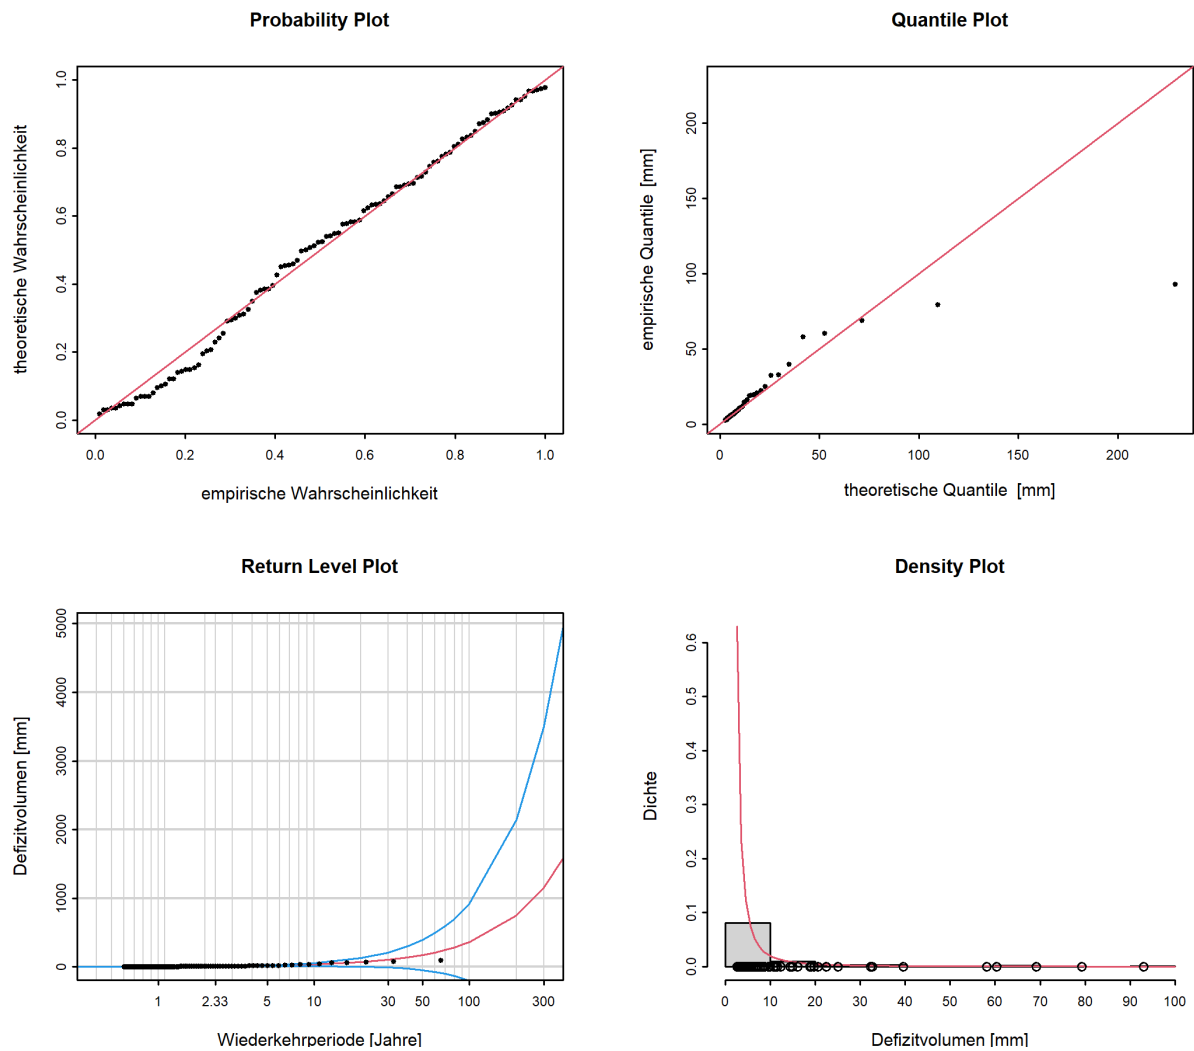 Probability Plot
theoretische Wahrscheinlichkeit
1.0
0.8
0.6
0.4
0.2
0.0
0.0 0.2 0.4 0.6 0.8 1.0
empirische Wahrscheinlichkeit
Quantile Plot
empirische Quantile [mm]
200
150
100
50
0
0 50 100 150 200
theoretische Quantile [mm]
Return Level Plot
Defizitvolumen [mm]
5000
4000
3000
2000
1000
0
1 2.33 5 10 30 50 100 300
Wiederkehrperiode [Jahre]
Density Plot
Dichte
0.6
0.5
0.4
0.3
0.2
0.1
0.0
0 10 20 30 40 50 60 70 80 90 100
Defizitvolumen [mm]